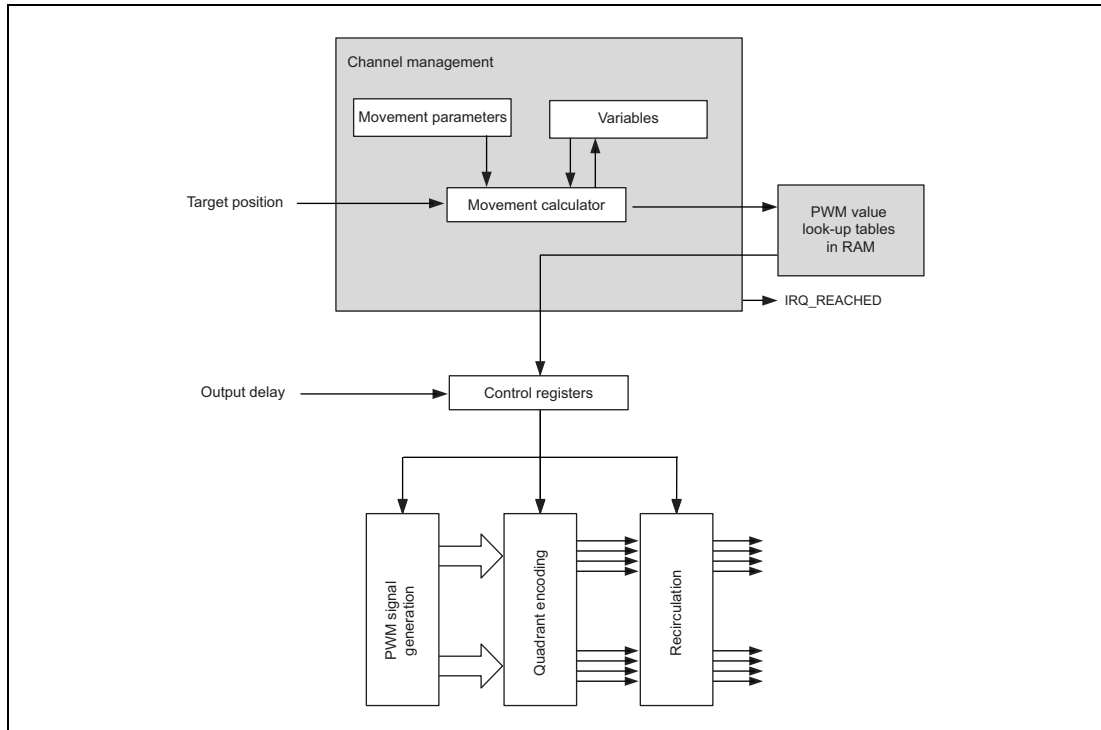 Channel management
Movement parameters
Variables
Target position
Movement calculator
PWM value
look-up tables
in RAM
IRQ_REACHED
Output delay
Control registers
PWM signal
generation
Quadrant encoding
Recirculation